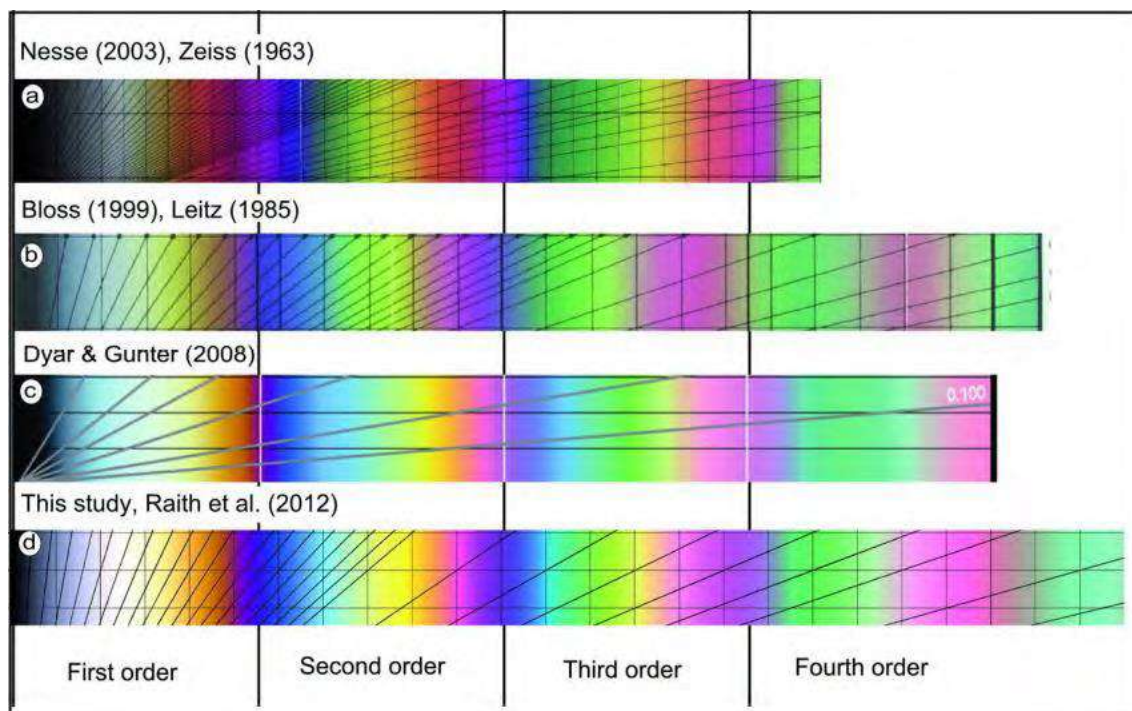 Nesse (2003), Zeiss (1963)
a
Bloss (1999), Leitz (1985)
b
Dyar & Gunter (2008)
c
0.100
This study, Raith et al. (2012)
d
First order
Second order
Third order
Fourth order